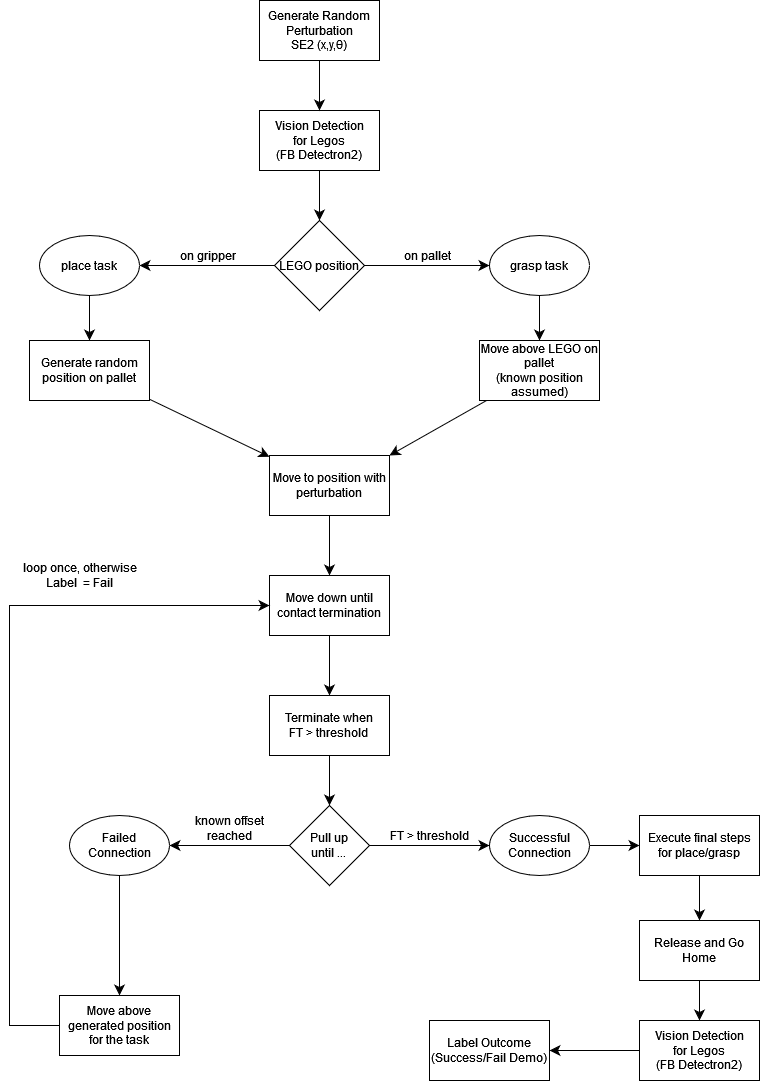 Generate Random
Perturbation
SE2 (x,y,θ)
Vision Detection
for Legos
(FB Detectron2)
LEGO position
on gripper
on pallet
place task
grasp task
Generate random
position on pallet
Move above LEGO on
pallet
(known position
assumed)
Move to position with
perturbation
loop once, otherwise
Label = Fail
Move down until
contact termination
Terminate when
FT > threshold
Pull up
until ...
known offset
reached
FT > threshold
Failed
Connection
Successful
Connection
Execute final steps
for place/grasp
Release and Go
Home
Move above
generated position
for the task
Vision Detection
for Legos
(FB Detectron2)
Label Outcome
(Success/Fail Demo)